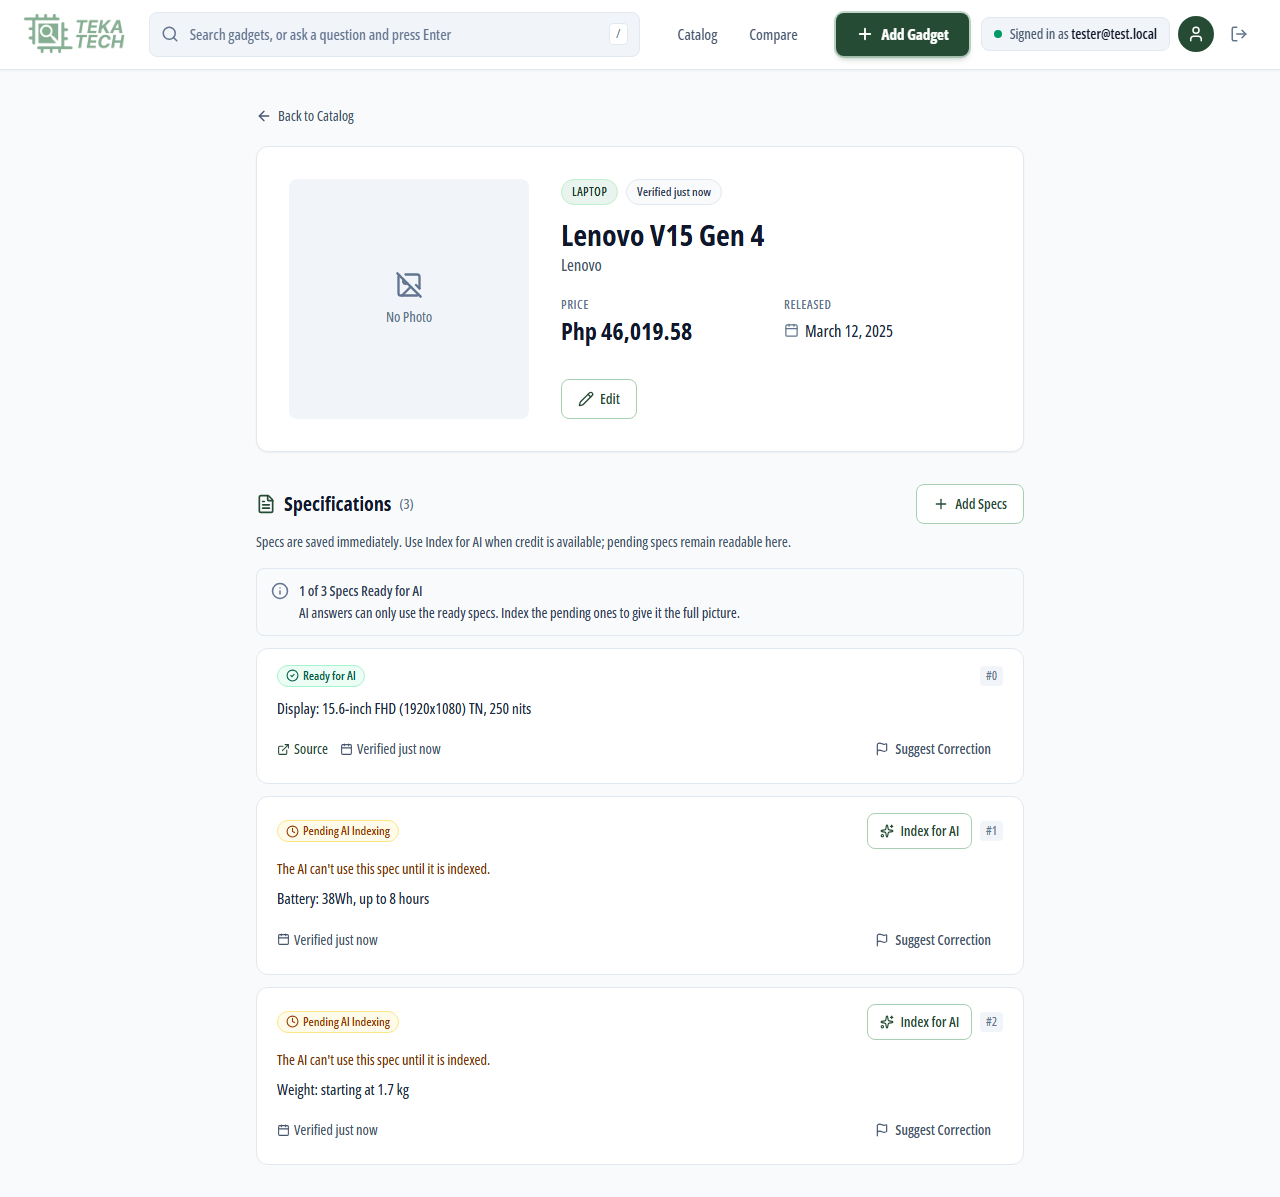 TEKA TECH
Search gadgets, or ask a question and press Enter
/
Catalog
Compare
Add Gadget
Signed in as tester@test.local
Back to Catalog
No Photo
LAPTOP
Verified just now
Lenovo V15 Gen 4
Lenovo
PRICE
RELEASED
Php 46,019.58
March 12, 2025
Edit
Specifications (3)
Add Specs
Specs are saved immediately. Use Index for AI when credit is available; pending specs remain readable here.
1 of 3 Specs Ready for AI
AI answers can only use the ready specs. Index the pending ones to give it the full picture.
Ready for AI
#0
Display: 15.6-inch FHD (1920x1080) TN, 250 nits
Source
Verified just now
Suggest Correction
Pending AI Indexing
Index for AI
#1
The AI can't use this spec until it is indexed.
Battery: 38Wh, up to 8 hours
Verified just now
Suggest Correction
Pending AI Indexing
Index for AI
#2
The AI can't use this spec until it is indexed.
Weight: starting at 1.7 kg
Verified just now
Suggest Correction